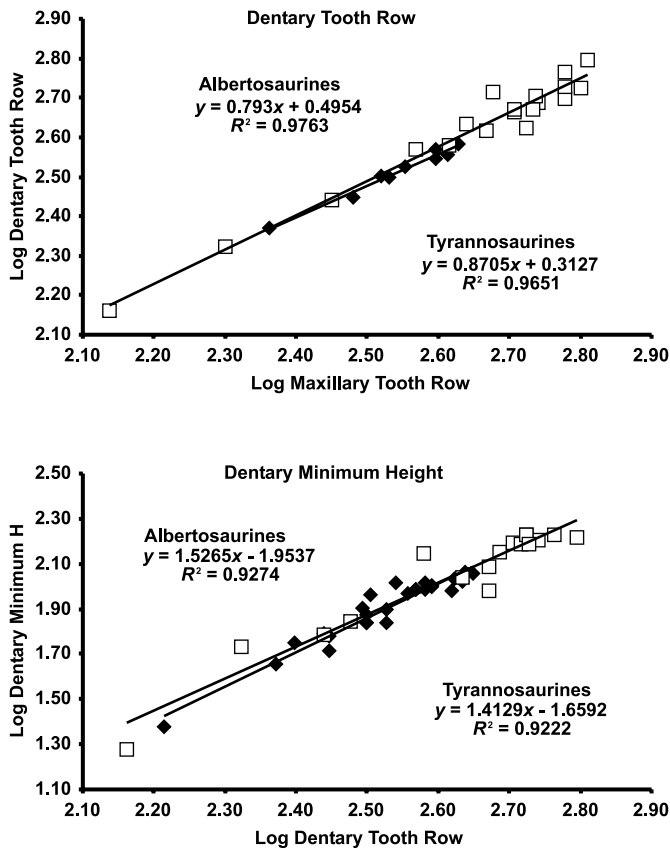 Dentary Tooth Row
Log Dentary Tooth Row
2.90
2.80
2.70
2.60
2.50
2.40
2.30
2.20
2.10
Albertosaurines
y = 0.793x + 0.4954
R² = 0.9763
Tyrannosaurines
y = 0.8705x + 0.3127
R² = 0.9651
2.10 2.20 2.30 2.40 2.50 2.60 2.70 2.80 2.90
Log Maxillary Tooth Row
Dentary Minimum Height
Log Dentary Minimum H
2.50
2.30
2.10
1.90
1.70
1.50
1.30
1.10
Albertosaurines
y = 1.5265x - 1.9537
R² = 0.9274
Tyrannosaurines
y = 1.4129x - 1.6592
R² = 0.9222
2.10 2.20 2.30 2.40 2.50 2.60 2.70 2.80 2.90
Log Dentary Tooth Row